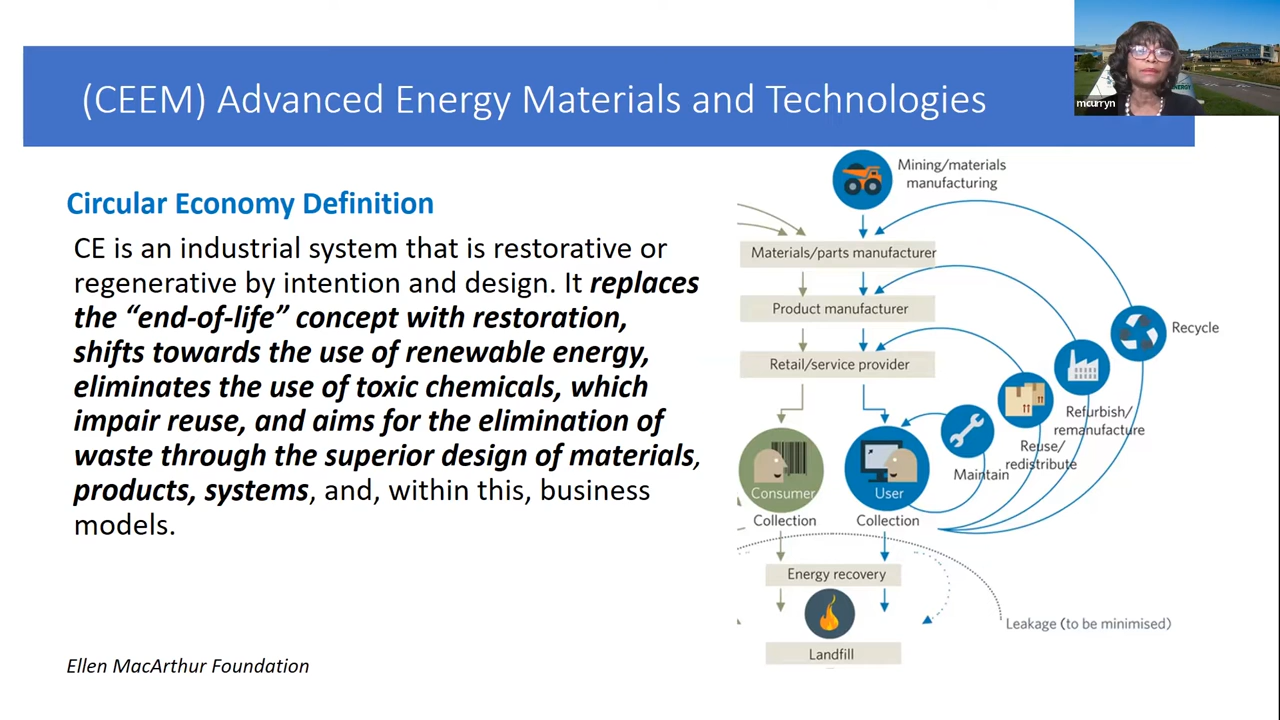 (CEEM) Advanced Energy Materials and Technologies
mcurryn
ENERGY
Circular Economy Definition
CE is an industrial system that is restorative or
regenerative by intention and design. It replaces
the “end-of-life” concept with restoration,
shifts towards the use of renewable energy,
eliminates the use of toxic chemicals, which
impair reuse, and aims for the elimination of
waste through the superior design of materials,
products, systems, and, within this, business
models.
Ellen MacArthur Foundation
Mining/materials
manufacturing
Materials/parts manufacturer
Product manufacturer
Retail/service provider
Recycle
Refurbish/
remanufacture
Reuse/
redistribute
Maintain
Consumer
User
Collection
Collection
Energy recovery
Leakage (to be minimised)
Landfill